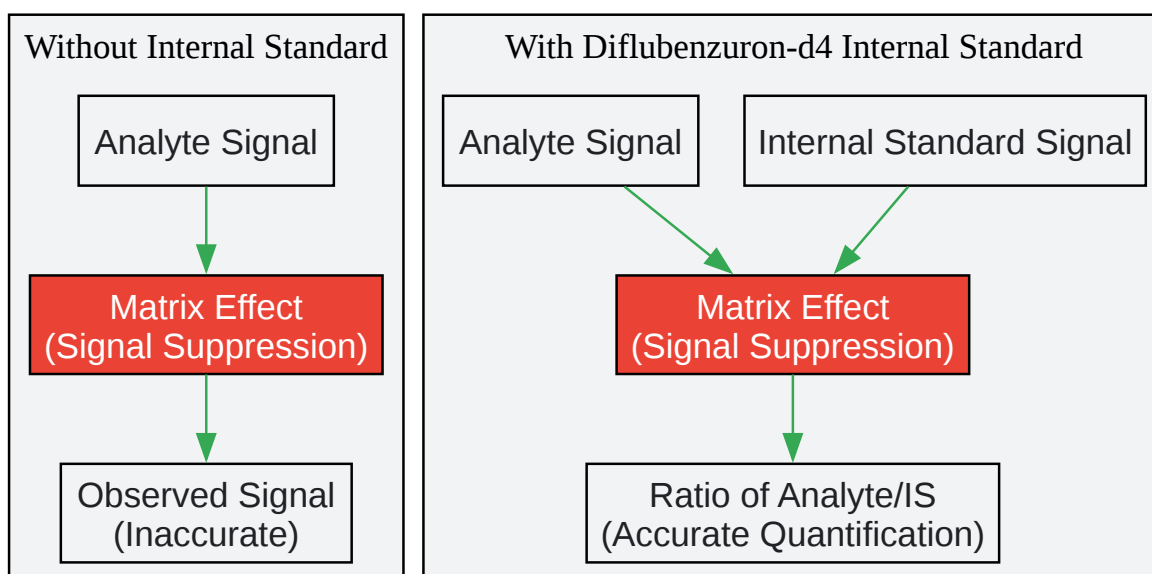 Without Internal Standard
Analyte Signal
Matrix Effect
(Signal Suppression)
Observed Signal
(Inaccurate)
With Diflubenzuron-d4 Internal Standard
Analyte Signal
Internal Standard Signal
Matrix Effect
(Signal Suppression)
Ratio of Analyte/IS
(Accurate Quantification)